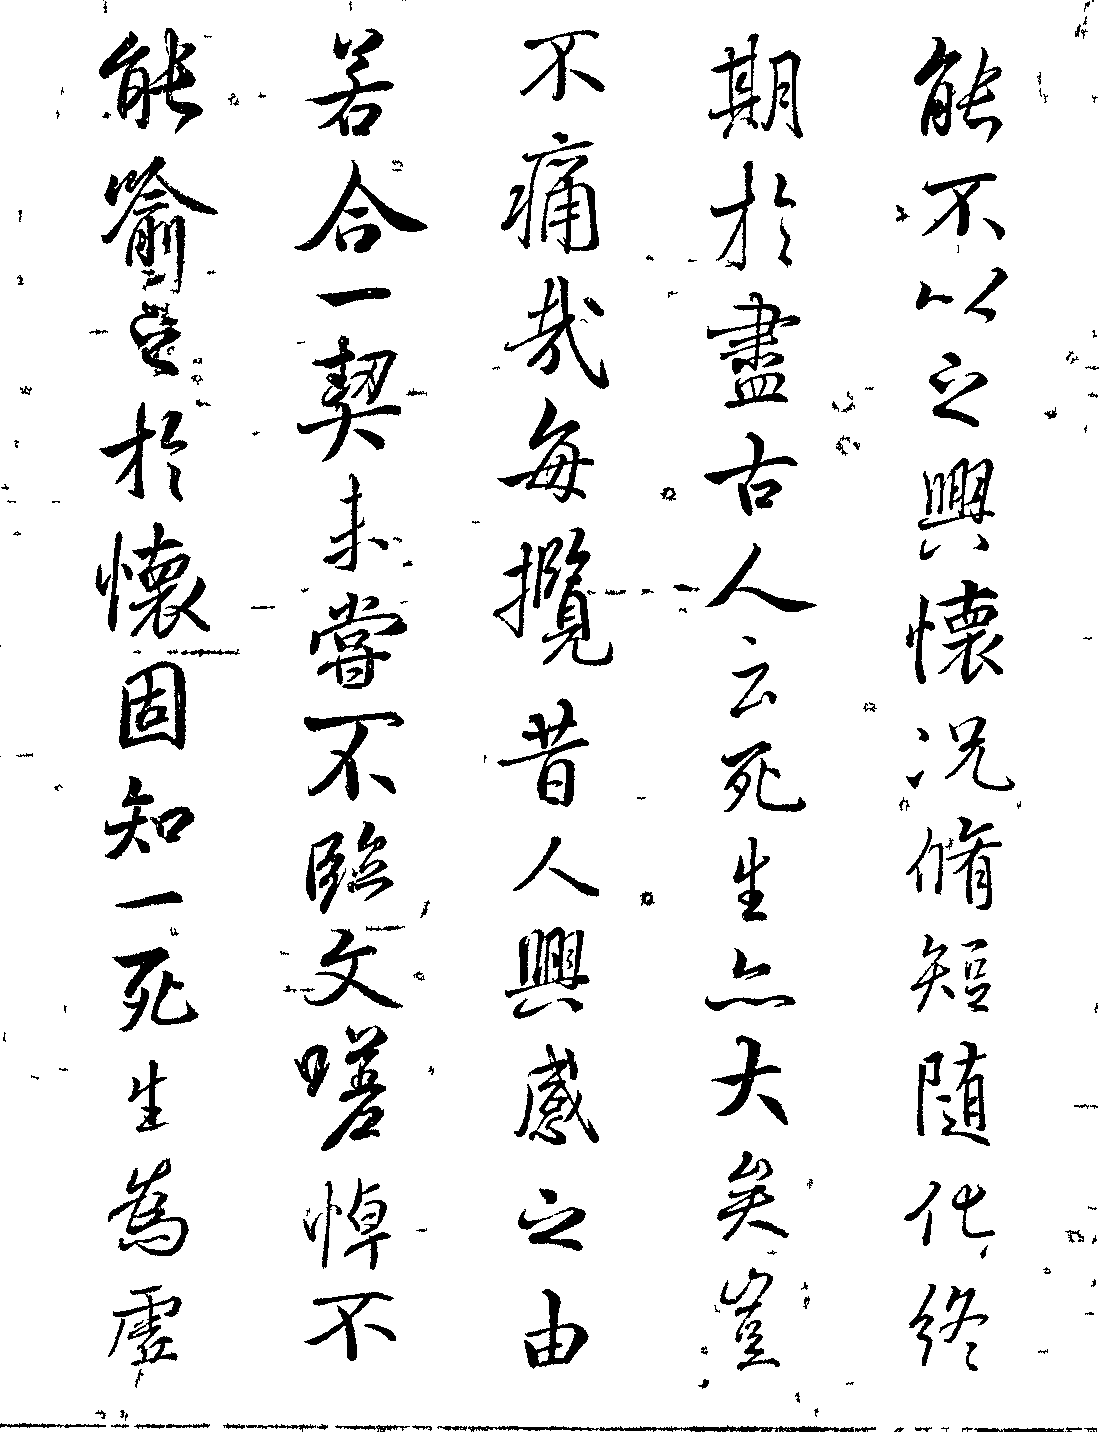 能不以之興懷况脩短隨化終
期於盡古人云死生亦大矣豈
不痛哉每攬昔人興感之由
若合一契未嘗不臨文嗟悼不
能喻之於懷固知一死生為虛